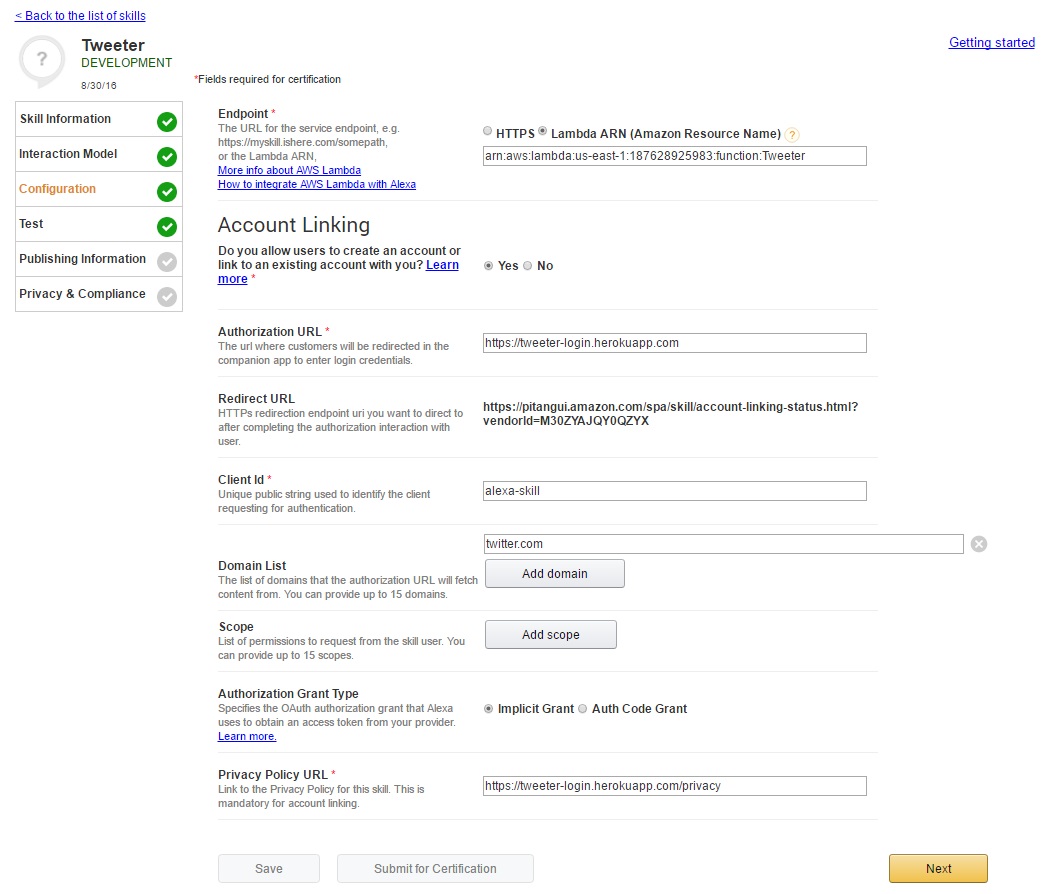 < Back to the list of skills
Getting started
?
Tweeter
DEVELOPMENT
8/30/16
*Fields required for certification
Skill Information
Interaction Model
Configuration
Test
Publishing Information
Privacy & Compliance
Endpoint *
The URL for the service endpoint, e.g.
https://myskill.ishere.com/somepath,
or the Lambda ARN,
More info about AWS Lambda
How to integrate AWS Lambda with Alexa
HTTPS Lambda ARN (Amazon Resource Name) ?
arn:aws:lambda:us-east-1:187628925983:function:Tweeter
Account Linking
Do you allow users to create an account or
link to an existing account with you? Learn
more *
Yes No
Authorization URL *
The url where customers will be redirected in the
companion app to enter login credentials.
https://tweeter-login.herokuapp.com
Redirect URL
HTTPs redirection endpoint uri you want to direct to
after completing the authorization interaction with
user.
https://pitangui.amazon.com/spa/skill/account-linking-status.html?
vendorId=M30ZYAJQY0QZYX
Client Id *
Unique public string used to identify the client
requesting for authentication.
alexa-skill
twitter.com
Domain List
The list of domains that the authorization URL will fetch
content from. You can provide up to 15 domains.
Add domain
Scope
List of permissions to request from the skill user. You
can provide up to 15 scopes.
Add scope
Authorization Grant Type
Specifies the OAuth authorization grant that Alexa
uses to obtain an access token from your provider.
Learn more.
Implicit Grant Auth Code Grant
Privacy Policy URL *
Link to the Privacy Policy for this skill. This is
mandatory for account linking.
https://tweeter-login.herokuapp.com/privacy
Save
Submit for Certification
Next